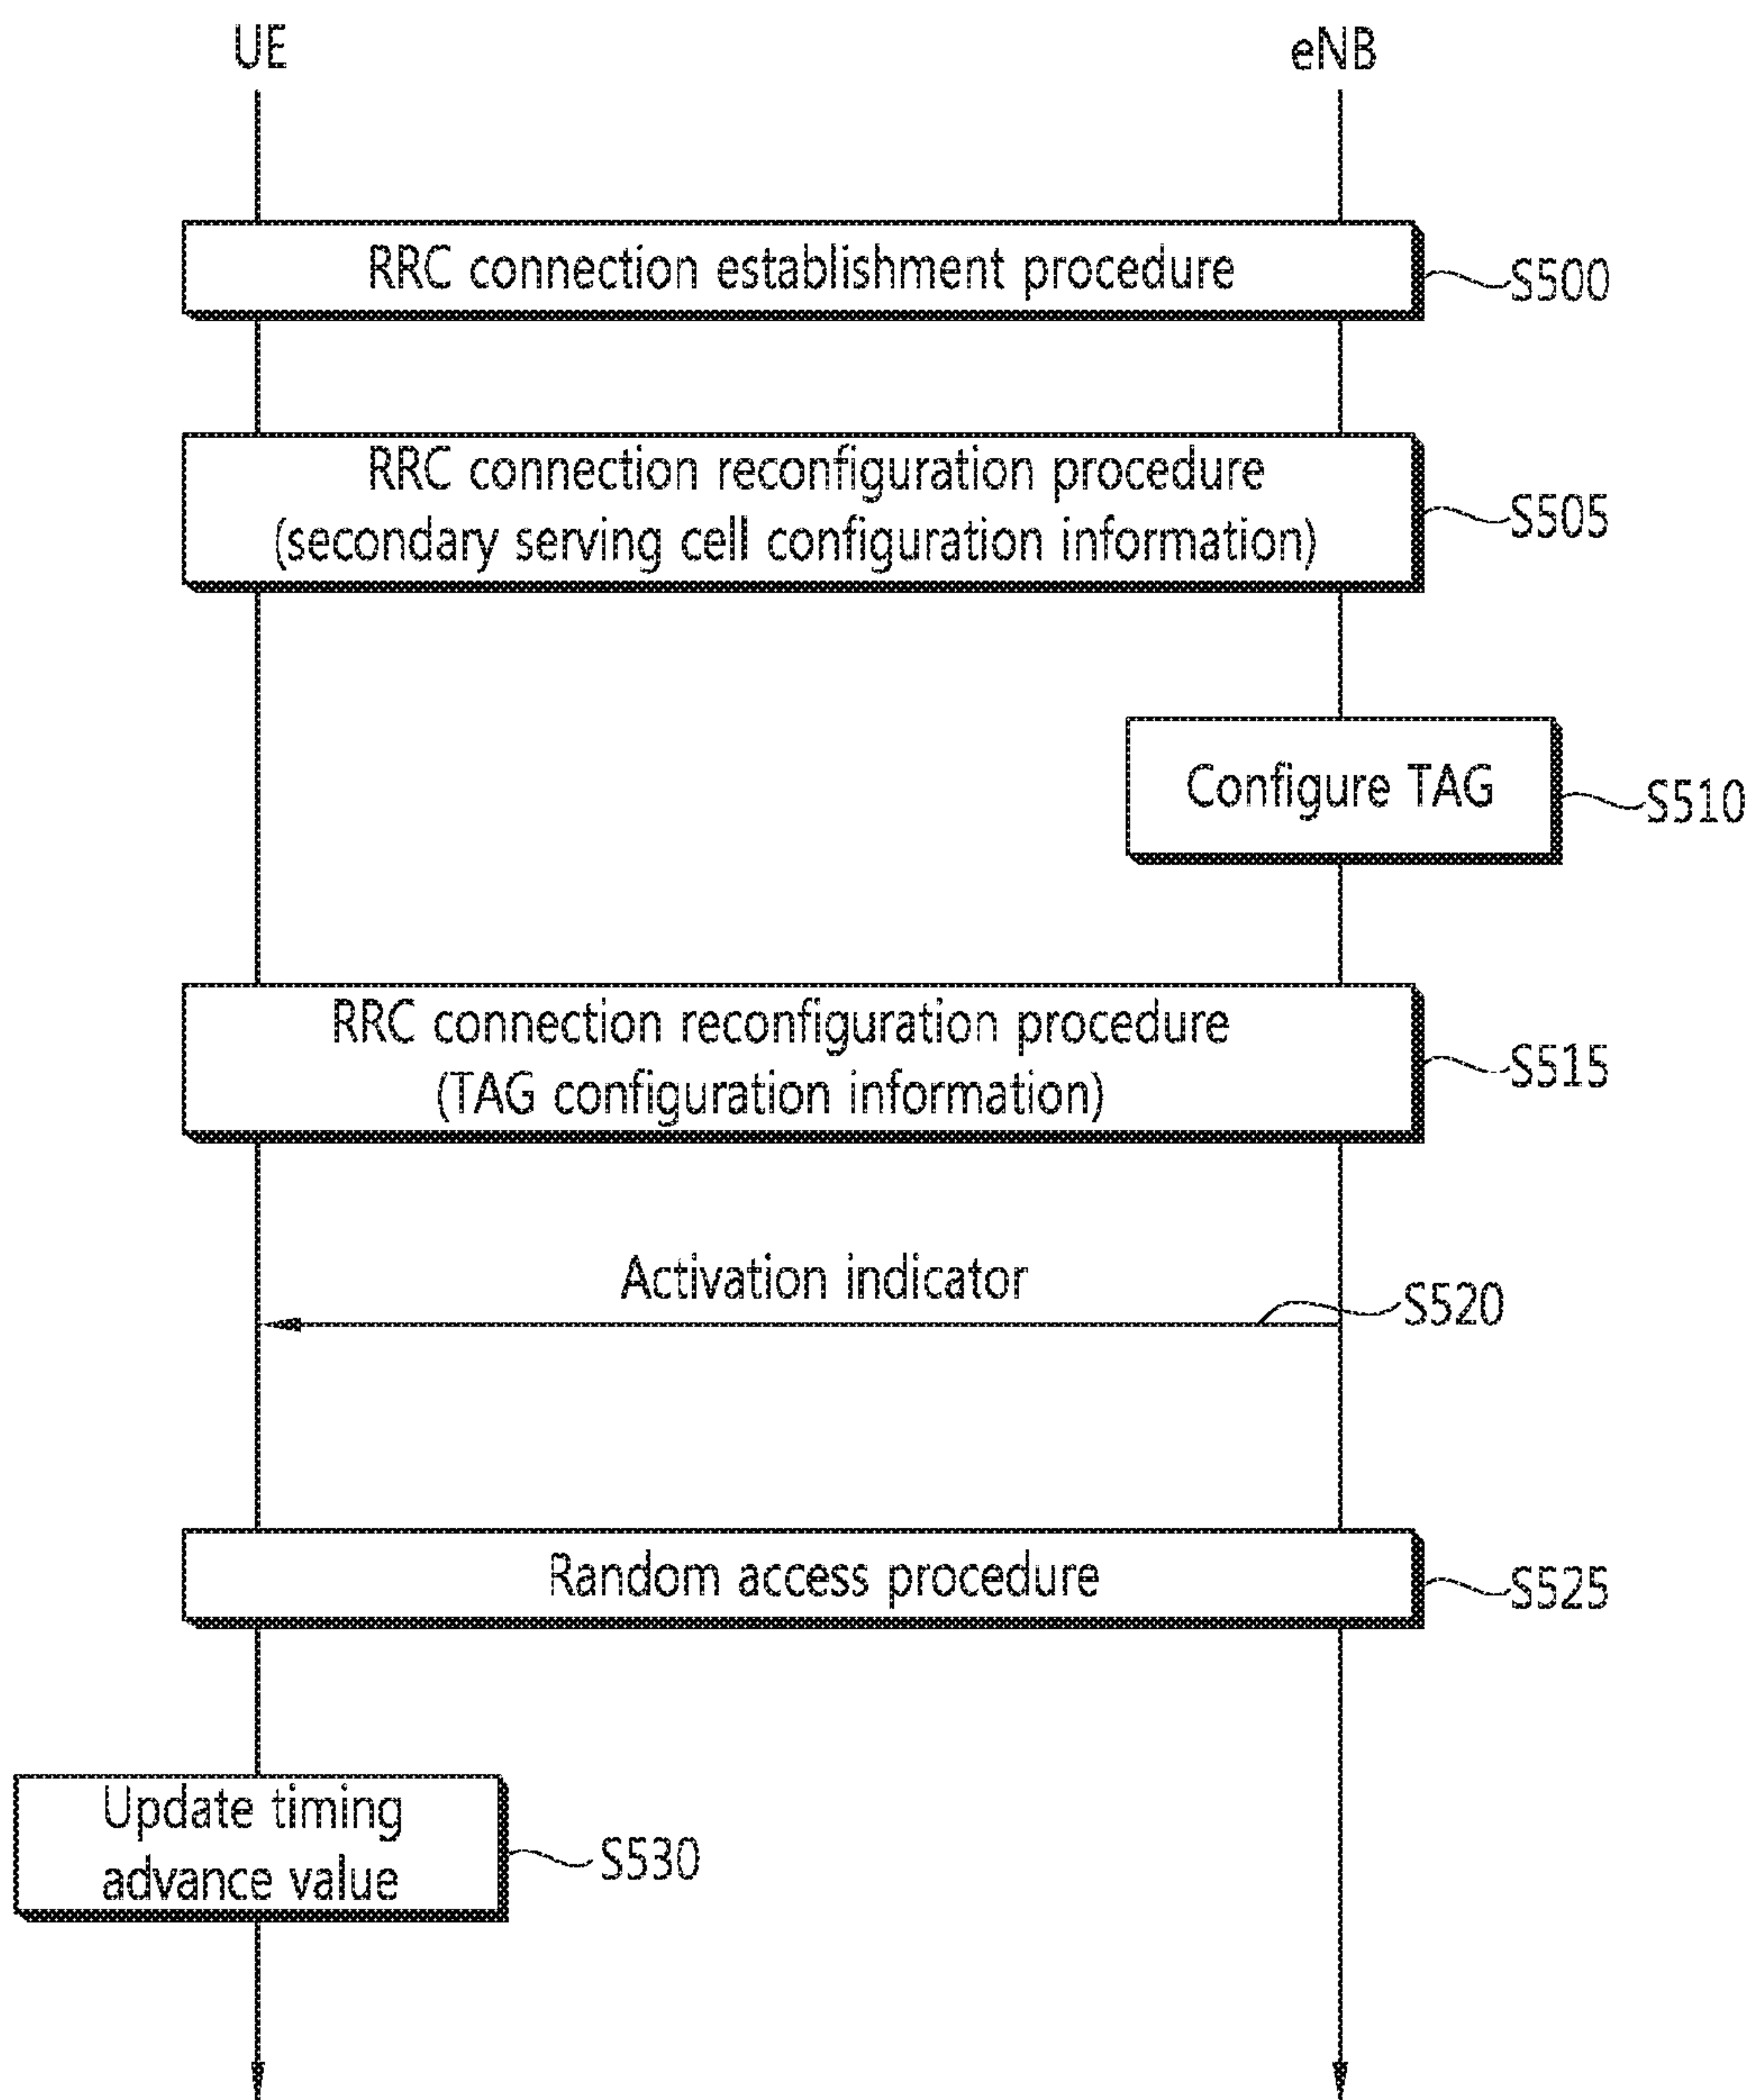 UE
eNB
RRC connection establishment procedure
S500
RRC connection reconfiguration procedure
(secondary serving cell configuration information)
S505
Configure TAG
S510
RRC connection reconfiguration procedure
(TAG configuration information)
S515
Activation indicator
S520
Random access procedure
S525
Update timing
advance value
S530